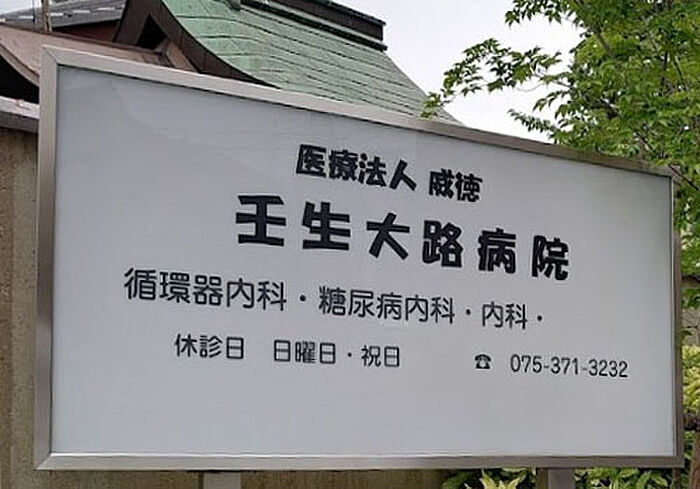 医療法人 威徳
壬生大路病院
循環器内科・糖尿病内科・内科・
休診日 日曜日・祝日 ☎ 075-371-3232